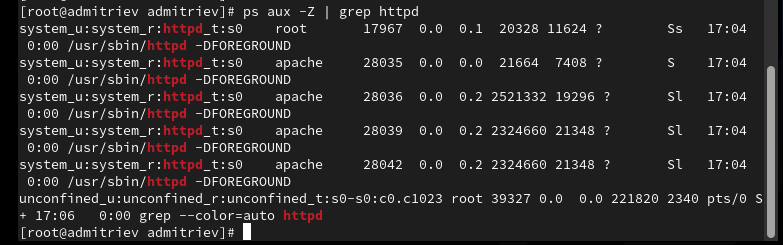 [root@admitriev admitriev]# ps aux -Z | grep httpd
system_u:system_r:httpd_t:s0    root       17967  0.0  0.1  20328 11624 ?        Ss   17:04
 0:00 /usr/sbin/httpd -DFOREGROUND
system_u:system_r:httpd_t:s0    apache     28035  0.0  0.0  21664  7408 ?        S    17:04
 0:00 /usr/sbin/httpd -DFOREGROUND
system_u:system_r:httpd_t:s0    apache     28036  0.0  0.2 2521332 19296 ?       Sl   17:04
 0:00 /usr/sbin/httpd -DFOREGROUND
system_u:system_r:httpd_t:s0    apache     28039  0.0  0.2 2324660 21348 ?       Sl   17:04
 0:00 /usr/sbin/httpd -DFOREGROUND
system_u:system_r:httpd_t:s0    apache     28042  0.0  0.2 2324660 21348 ?       Sl   17:04
 0:00 /usr/sbin/httpd -DFOREGROUND
unconfined_u:unconfined_r:unconfined_t:s0-s0:c0.c1023 root 39327 0.0  0.0 221820 2340 pts/0 S
+ 17:06   0:00 grep --color=auto httpd
[root@admitriev admitriev]#